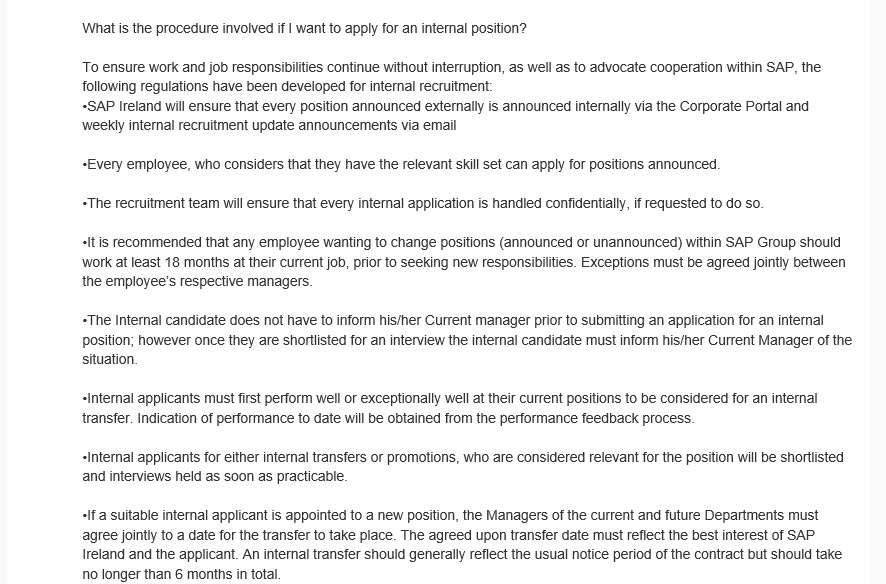 What is the procedure involved if I want to apply for an internal position?
To ensure work and job responsibilities continue without interruption, as well as to advocate cooperation within SAP, the
following regulations have been developed for internal recruitment:
•SAP Ireland will ensure that every position announced externally is announced internally via the Corporate Portal and
weekly internal recruitment update announcements via email
•Every employee, who considers that they have the relevant skill set can apply for positions announced.
•The recruitment team will ensure that every internal application is handled confidentially, if requested to do so.
•It is recommended that any employee wanting to change positions (announced or unannounced) within SAP Group should
work at least 18 months at their current job, prior to seeking new responsibilities. Exceptions must be agreed jointly between
the employee’s respective managers.
•The Internal candidate does not have to inform his/her Current manager prior to submitting an application for an internal
position; however once they are shortlisted for an interview the internal candidate must inform his/her Current Manager of the
situation.
•Internal applicants must first perform well or exceptionally well at their current positions to be considered for an internal
transfer. Indication of performance to date will be obtained from the performance feedback process.
•Internal applicants for either internal transfers or promotions, who are considered relevant for the position will be shortlisted
and interviews held as soon as practicable.
•If a suitable internal applicant is appointed to a new position, the Managers of the current and future Departments must
agree jointly to a date for the transfer to take place. The agreed upon transfer date must reflect the best interest of SAP
Ireland and the applicant. An internal transfer should generally reflect the usual notice period of the contract but should take
no longer than 6 months in total.